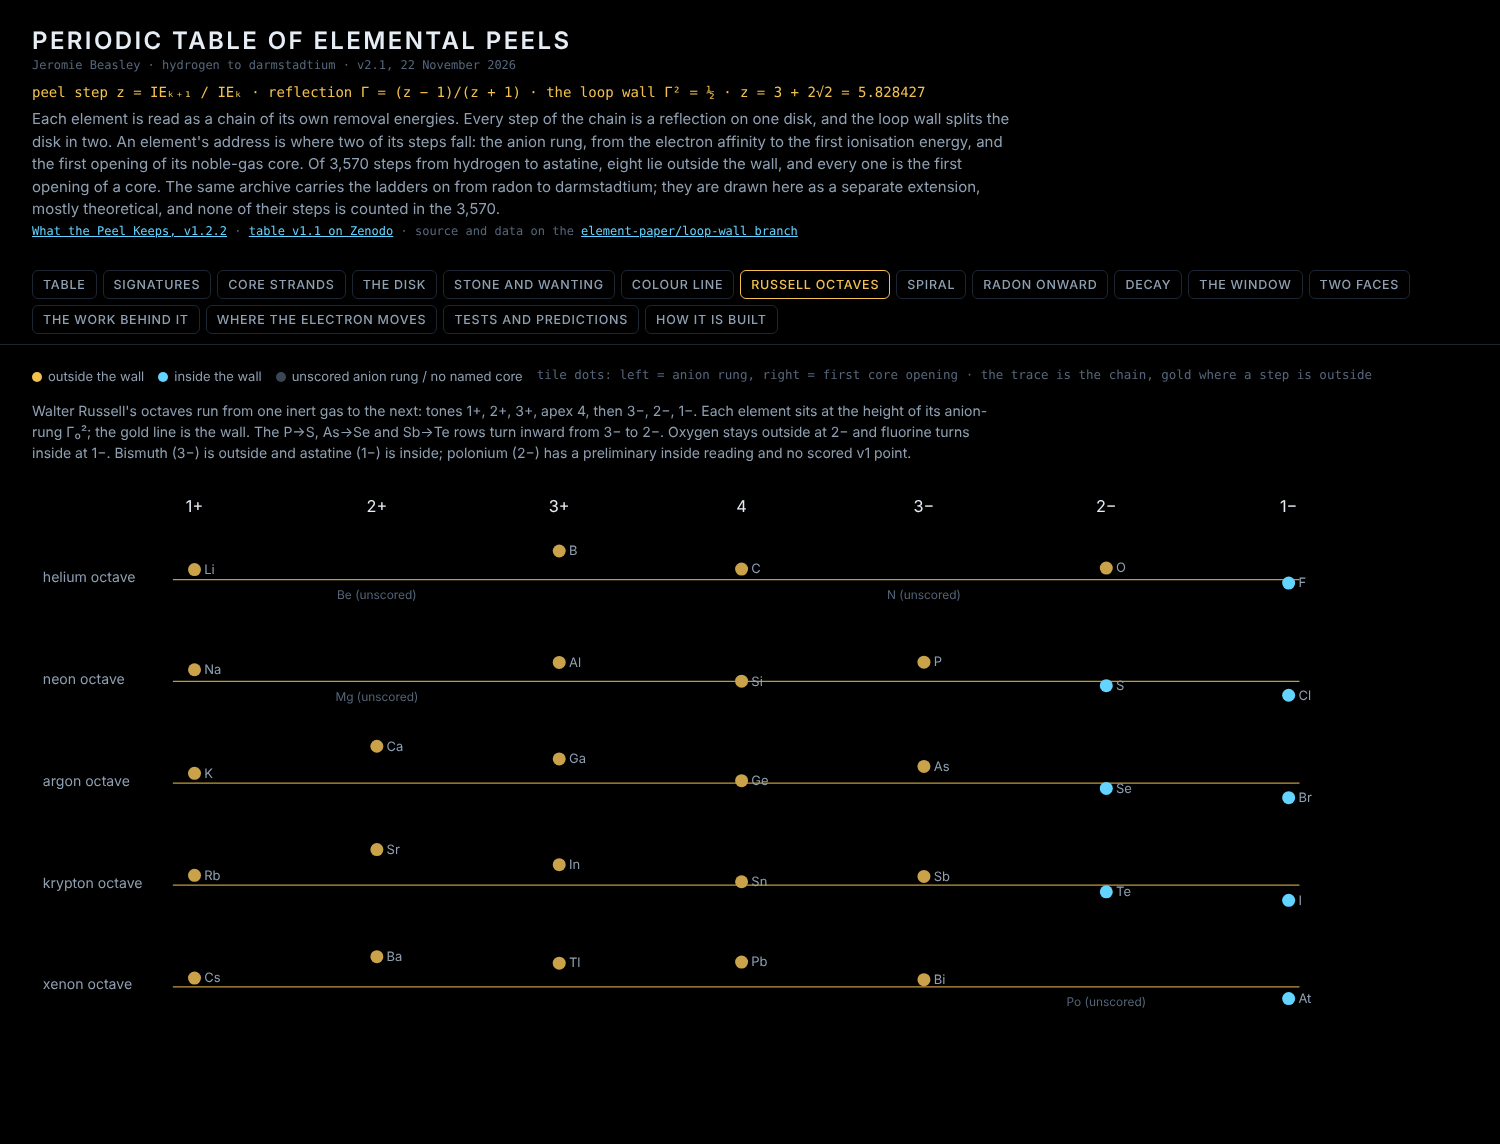 PERIODIC TABLE OF ELEMENTAL PEELS
Jeromie Beasley · hydrogen to darmstadtium · v2.1, 22 November 2026
peel step z = IEₖ₊₁ / IEₖ · reflection Γ = (z − 1)/(z + 1) · the loop wall Γ² = ½ · z = 3 + 2√2 = 5.828427
Each element is read as a chain of its own removal energies. Every step of the chain is a reflection on one disk, and the loop wall splits the
disk in two. An element's address is where two of its steps fall: the anion rung, from the electron affinity to the first ionisation energy, and
the first opening of its noble-gas core. Of 3,570 steps from hydrogen to astatine, eight lie outside the wall, and every one is the first
opening of a core. The same archive carries the ladders on from radon to darmstadtium; they are drawn here as a separate extension,
mostly theoretical, and none of their steps is counted in the 3,570.
What the Peel Keeps, v1.2.2 · table v1.1 on Zenodo · source and data on the element-paper/loop-wall branch
TABLE SIGNATURES CORE STRANDS THE DISK STONE AND WANTING COLOUR LINE RUSSELL OCTAVES SPIRAL RADON ONWARD DECAY THE WINDOW TWO FACES
THE WORK BEHIND IT WHERE THE ELECTRON MOVES TESTS AND PREDICTIONS HOW IT IS BUILT
outside the wall inside the wall unscored anion rung / no named core tile dots: left = anion rung, right = first core opening · the trace is the chain, gold where a step is outside
Walter Russell's octaves run from one inert gas to the next: tones 1+, 2+, 3+, apex 4, then 3−, 2−, 1−. Each element sits at the height of its anion-
rung Γ₀²; the gold line is the wall. The P→S, As→Se and Sb→Te rows turn inward from 3− to 2−. Oxygen stays outside at 2− and fluorine turns
inside at 1−. Bismuth (3−) is outside and astatine (1−) is inside; polonium (2−) has a preliminary inside reading and no scored v1 point.
1+ 2+ 3+ 4 3− 2− 1−
helium octave Li Be (unscored) B C N (unscored) O F
neon octave Na Mg (unscored) Al Si P S Cl
argon octave K Ca Ga Ge As Se Br
krypton octave Rb Sr In Sn Sb Te I
xenon octave Cs Ba Tl Pb Bi Po (unscored) At